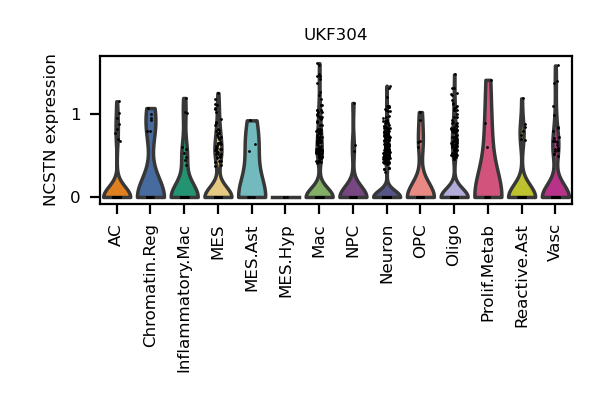 UKF304
NCSTN expression
1
0
AC
Chromatin.Reg
Inflammatory.Mac
MES
MES.Ast
MES.Hyp
Mac
NPC
Neuron
OPC
Oligo
Prolif.Metab
Reactive.Ast
Vasc